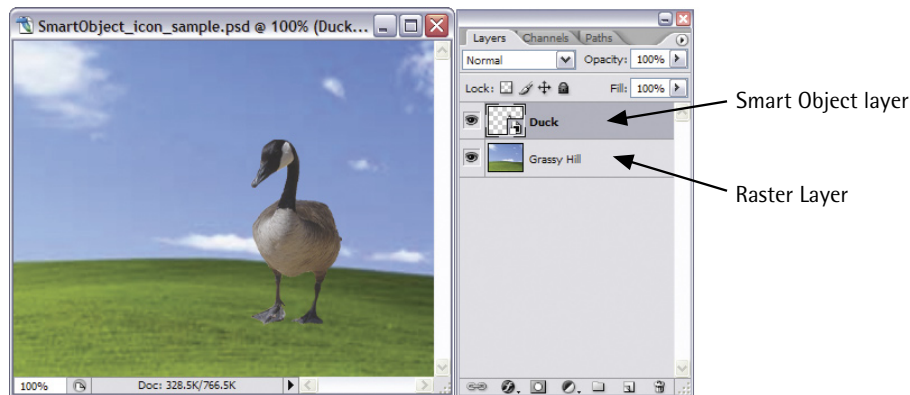 SmartObject_icon_sample.psd @ 100% (Duck...
Layers Channels Paths
Normal Opacity: 100%
Lock: Fill: 100%
Duck
Grassy Hill
Smart Object layer
Raster Layer
100% Doc: 328.5K/766.5K